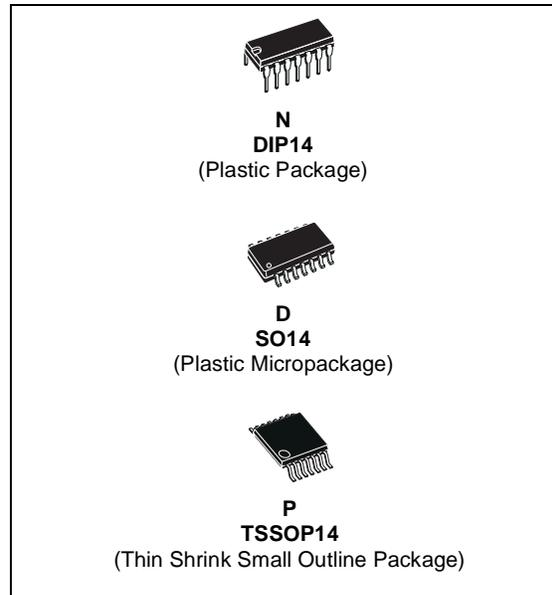 N
DIP14
(Plastic Package)
D
SO14
(Plastic Micropackage)
P
TSSOP14
(Thin Shrink Small Outline Package)